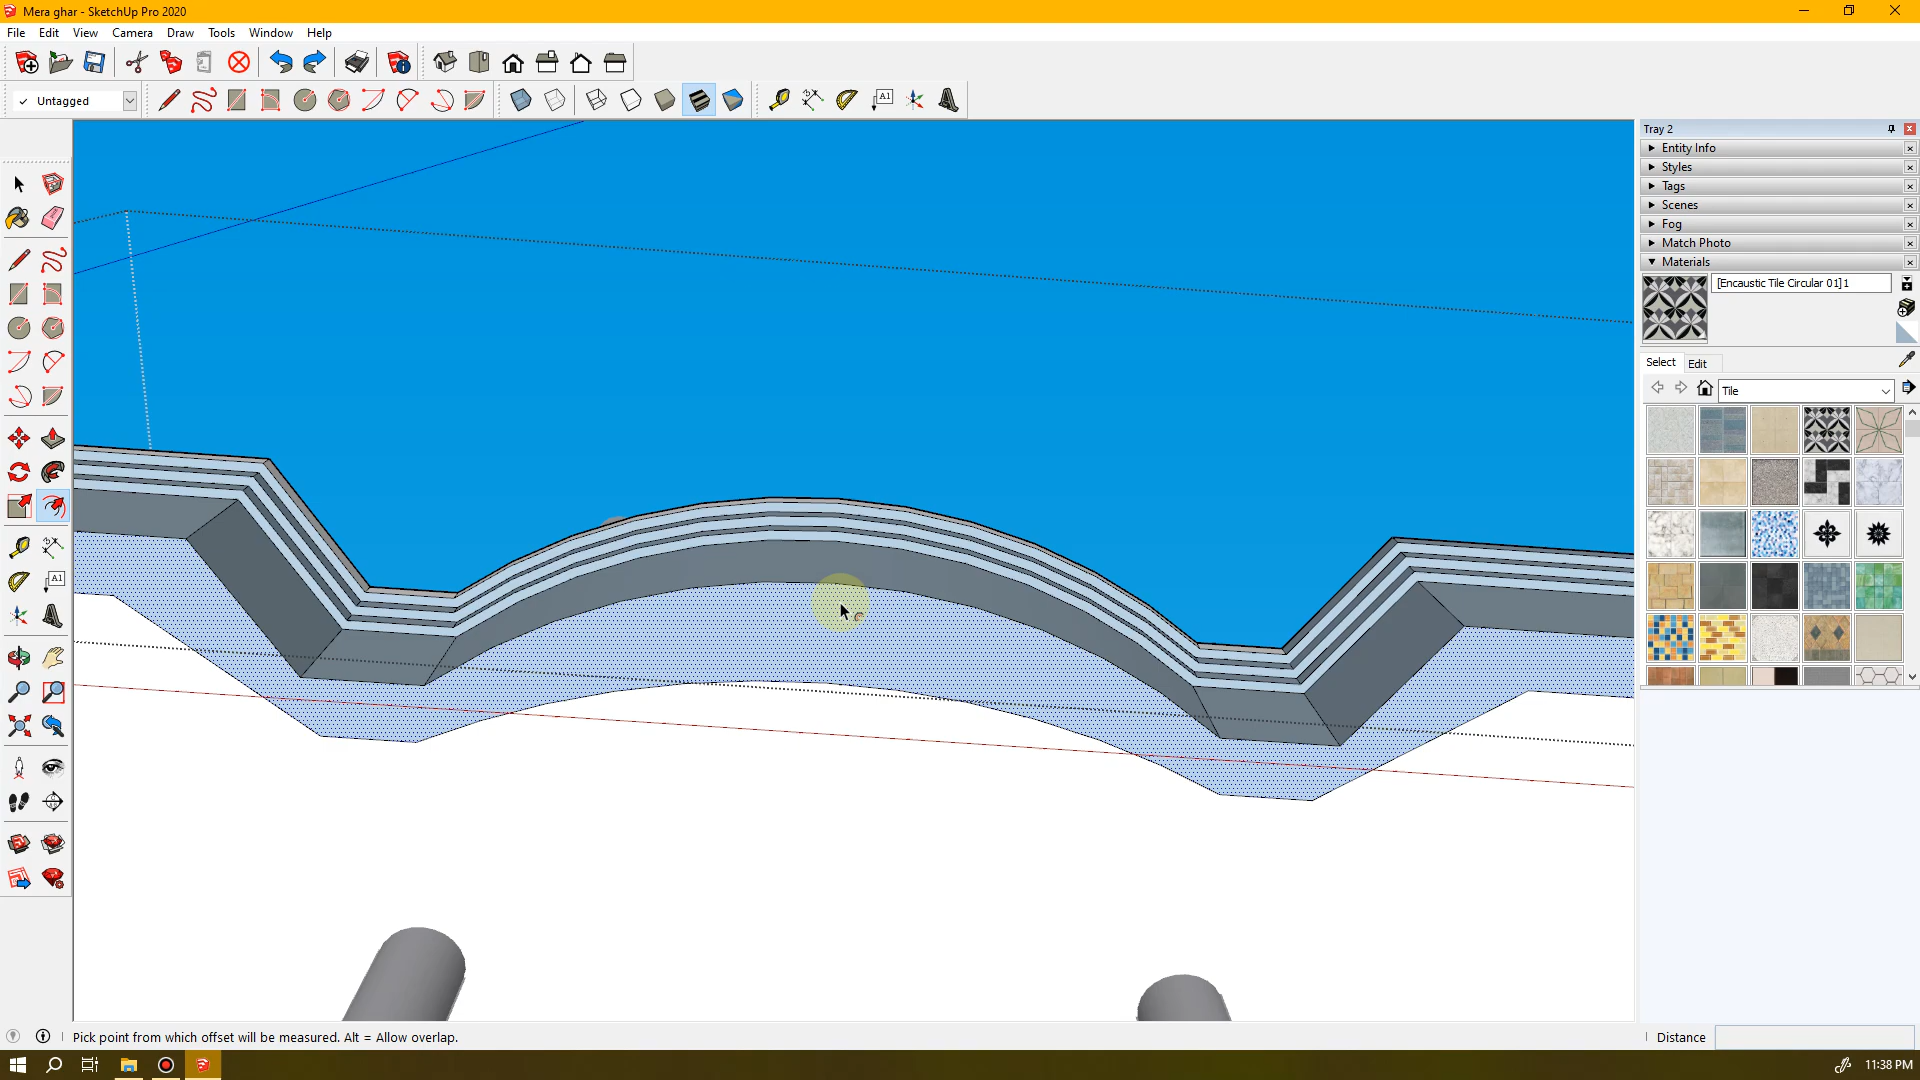 Mera ghar - SketchUp Pro 2020
File Edit View Camera Draw Tools Window Help
✓ Untagged
A1
Tray 2
Entity Info
Styles
Tags
Scenes
Fog
Match Photo
Materials
[Encaustic Tile Circular 01]1
Select Edit
Tile
A1
Pick point from which offset will be measured. Alt = Allow overlap.
Distance
11:38 PM